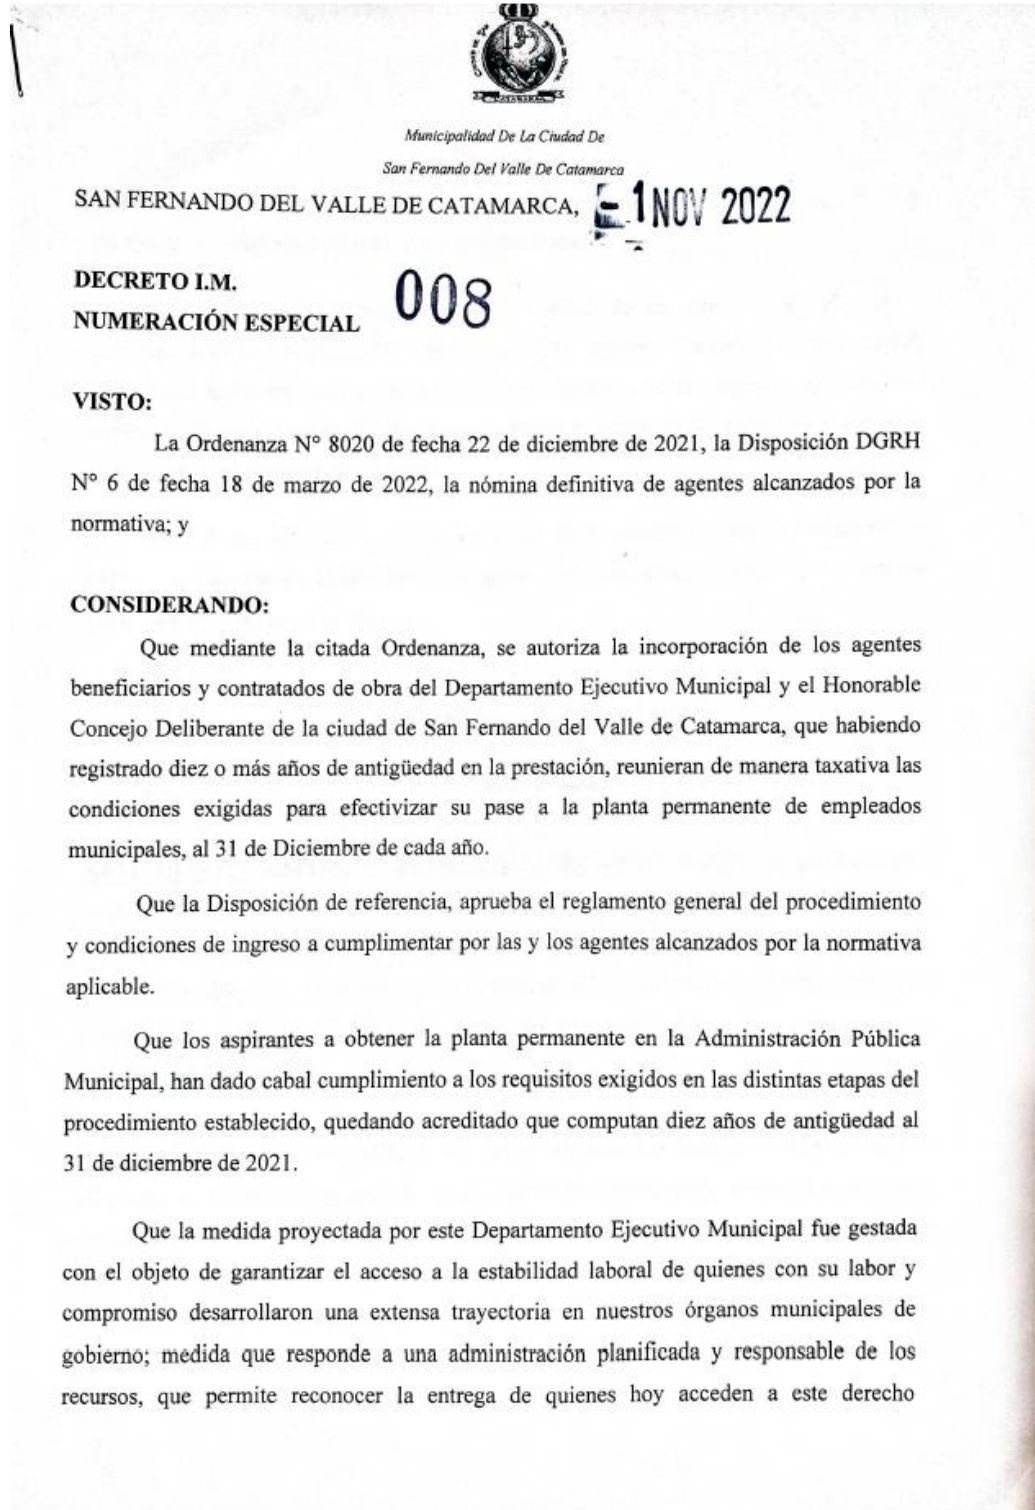 CATAMARCA
Municipalidad De La Ciudad De
San Fernando Del Valle De Catamarca
SAN FERNANDO DEL VALLE DE CATAMARCA, - 1 NOV 2022
DECRETO I.M.
NUMERACIÓN ESPECIAL 008
VISTO:
La Ordenanza N° 8020 de fecha 22 de diciembre de 2021, la Disposición DGRH
N° 6 de fecha 18 de marzo de 2022, la nómina definitiva de agentes alcanzados por la
normativa; y
CONSIDERANDO:
Que mediante la citada Ordenanza, se autoriza la incorporación de los agentes
beneficiarios y contratados de obra del Departamento Ejecutivo Municipal y el Honorable
Concejo Deliberante de la ciudad de San Fernando del Valle de Catamarca, que habiendo
registrado diez o más años de antigüedad en la prestación, reunieran de manera taxativa las
condiciones exigidas para efectivizar su pase a la planta permanente de empleados
municipales, al 31 de Diciembre de cada año.
Que la Disposición de referencia, aprueba el reglamento general del procedimiento
y condiciones de ingreso a cumplimentar por las y los agentes alcanzados por la normativa
aplicable.
Que los aspirantes a obtener la planta permanente en la Administración Pública
Municipal, han dado cabal cumplimiento a los requisitos exigidos en las distintas etapas del
procedimiento establecido, quedando acreditado que computan diez años de antigüedad al
31 de diciembre de 2021.
Que la medida proyectada por este Departamento Ejecutivo Municipal fue gestada
con el objeto de garantizar el acceso a la estabilidad laboral de quienes con su labor y
compromiso desarrollaron una extensa trayectoria en nuestros órganos municipales de
gobierno; medida que responde a una administración planificada y responsable de los
recursos, que permite reconocer la entrega de quienes hoy acceden a este derecho